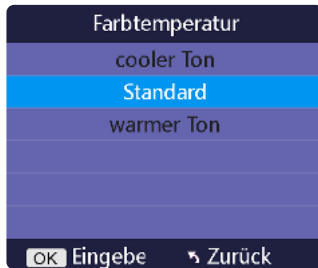 Farbtemperatur
cooler Ton
Standard
warmer Ton
OK Eingebe Zurück